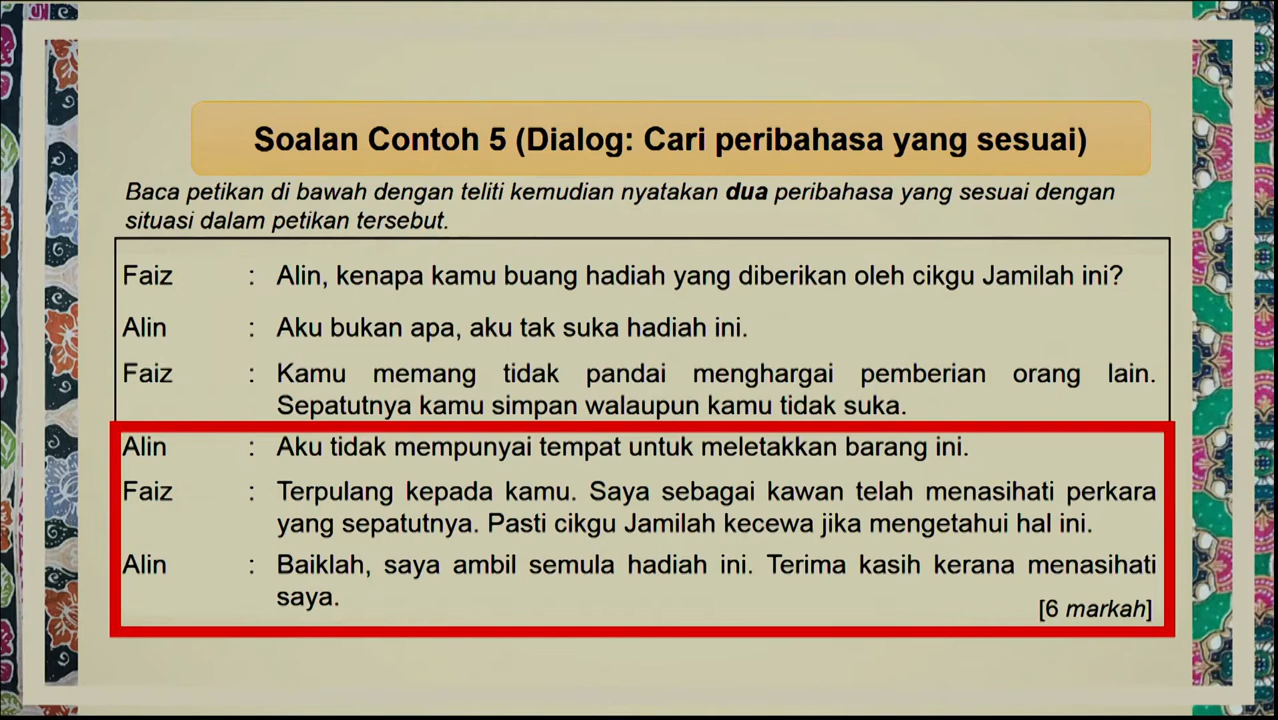 Soalan Contoh 5 (Dialog: Cari peribahasa yang sesuai)
Baca petikan di bawah dengan teliti kemudian nyatakan dua peribahasa yang sesuai dengan
situasi dalam petikan tersebut.
Faiz : Alin, kenapa kamu buang hadiah yang diberikan oleh cikgu Jamilah ini?
Alin : Aku bukan apa, aku tak suka hadiah ini.
Faiz : Kamu memang tidak pandai menghargai pemberian orang lain.
Sepatutnya kamu simpan walaupun kamu tidak suka.
Alin : Aku tidak mempunyai tempat untuk meletakkan barang ini.
Faiz : Terpulang kepada kamu. Saya sebagai kawan telah menasihati perkara
yang sepatutnya. Pasti cikgu Jamilah kecewa jika mengetahui hal ini.
Alin : Baiklah, saya ambil semula hadiah ini. Terima kasih kerana menasihati
saya.
[6 markah]